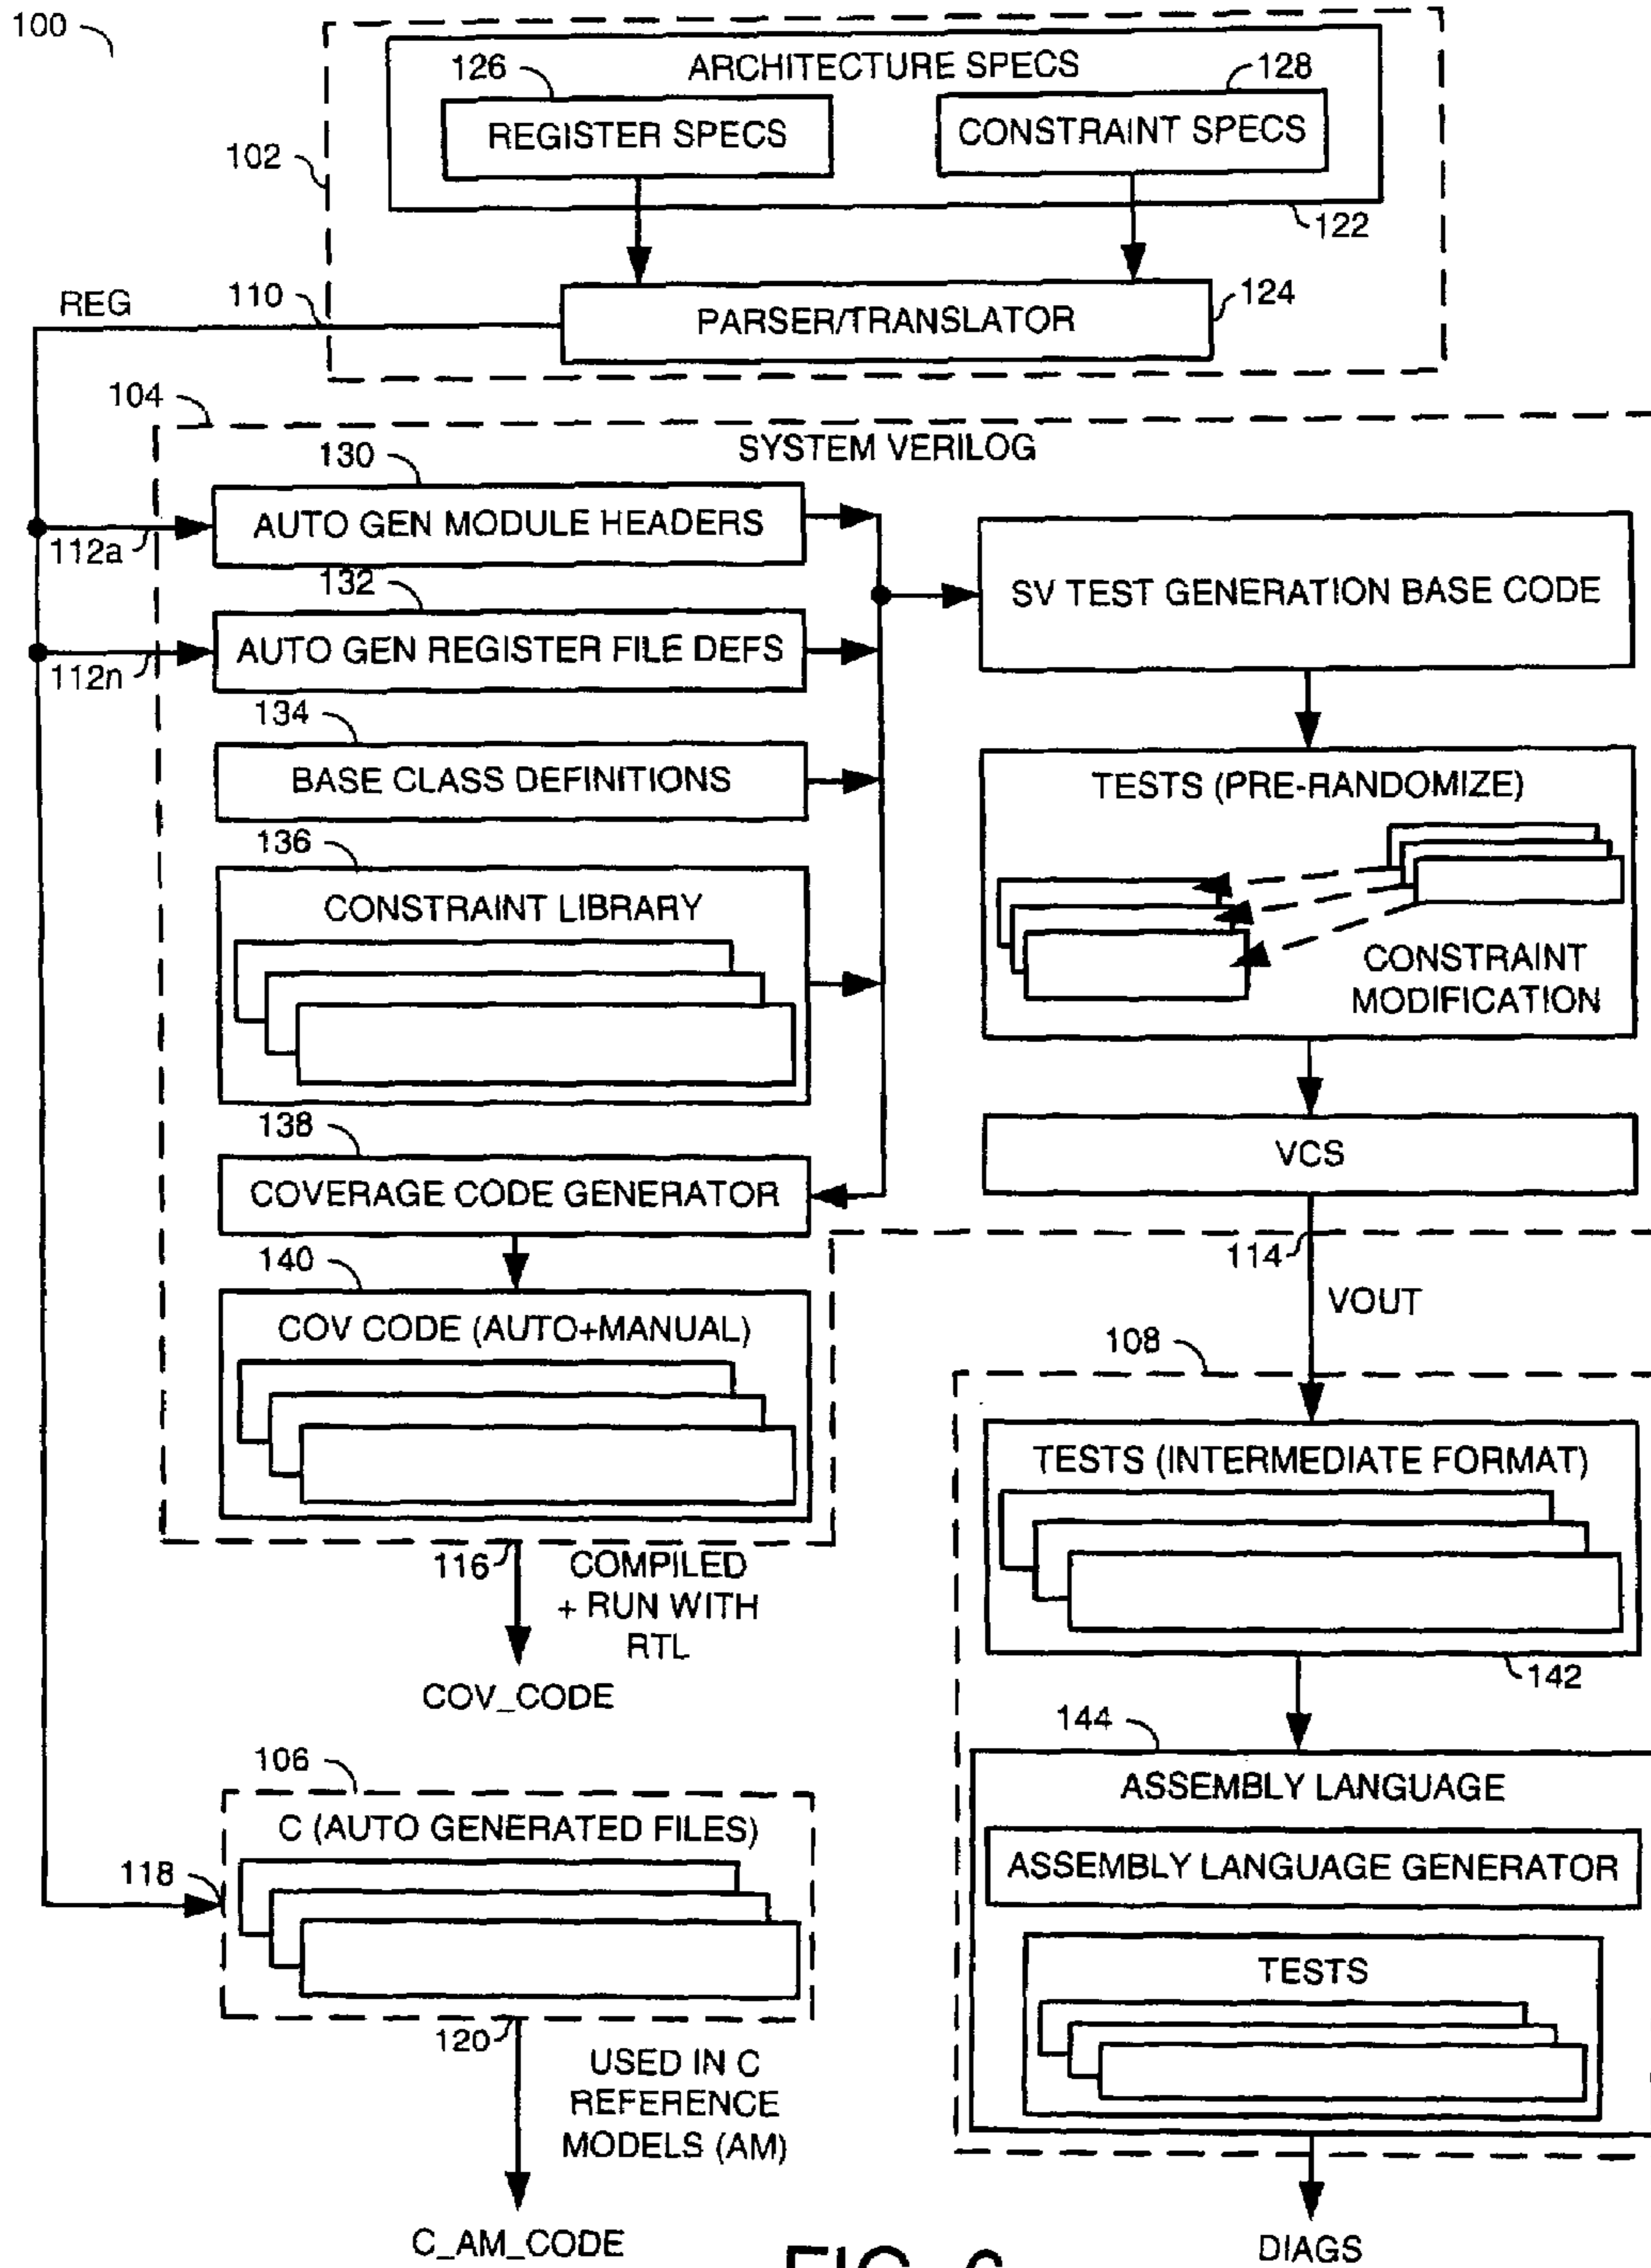 100
ARCHITECTURE SPECS
126
128
REGISTER SPECS
CONSTRAINT SPECS
102
122
REG
110
124
PARSER/TRANSLATOR
104
SYSTEM VERILOG
130
AUTO GEN MODULE HEADERS
112a
132
AUTO GEN REGISTER FILE DEFS
112n
134
BASE CLASS DEFINITIONS
136
CONSTRAINT LIBRARY
138
COVERAGE CODE GENERATOR
140
COV CODE (AUTO+MANUAL)
SV TEST GENERATION BASE CODE
TESTS (PRE-RANDOMIZE)
CONSTRAINT
MODIFICATION
VCS
114
VOUT
108
TESTS (INTERMEDIATE FORMAT)
142
144
ASSEMBLY LANGUAGE
ASSEMBLY LANGUAGE GENERATOR
TESTS
DIAGS
116
COMPILED
+ RUN WITH
RTL
COV_CODE
106
C (AUTO GENERATED FILES)
118
120
USED IN C
REFERENCE
MODELS (AM)
C_AM_CODE
FIG.